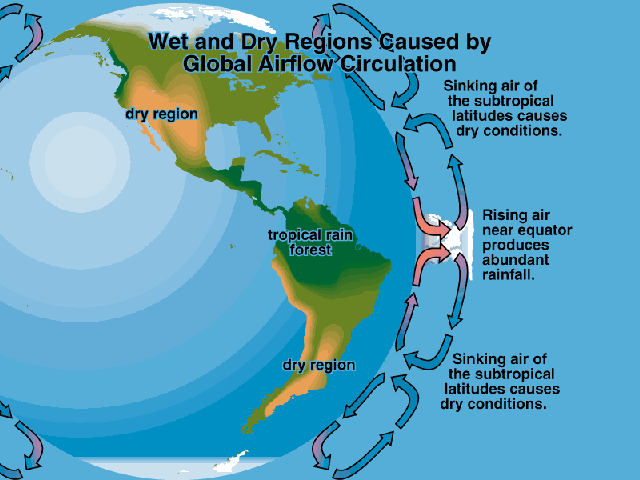 Wet and Dry Regions Caused by
Global Airflow Circulation
Sinking air of
the subtropical
latitudes causes
dry conditions.
dry region
Rising air
near equator
produces
abundant
rainfall.
tropical rain
forest
dry region
Sinking air of
the subtropical
latitudes causes
dry conditions.